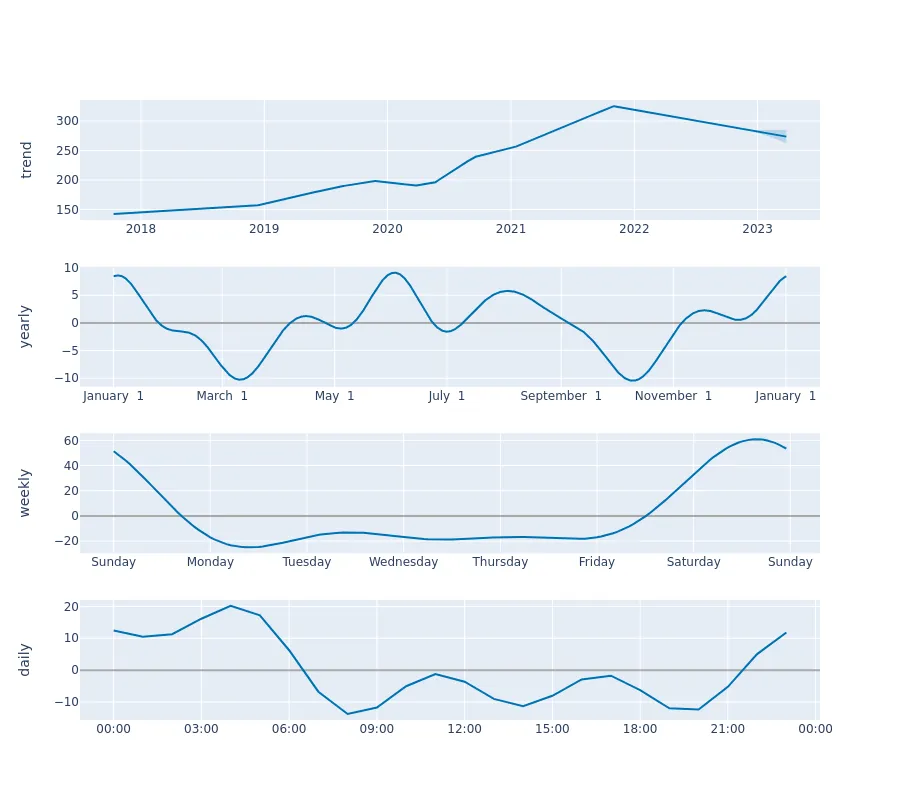 trend
300
250
200
150
2018 2019 2020 2021 2022 2023
yearly
10
5
0
−5
−10
January 1 March 1 May 1 July 1 September 1 November 1 January 1
weekly
60
40
20
0
−20
Sunday Monday Tuesday Wednesday Thursday Friday Saturday Sunday
daily
20
10
0
−10
00:00 03:00 06:00 09:00 12:00 15:00 18:00 21:00 00:00